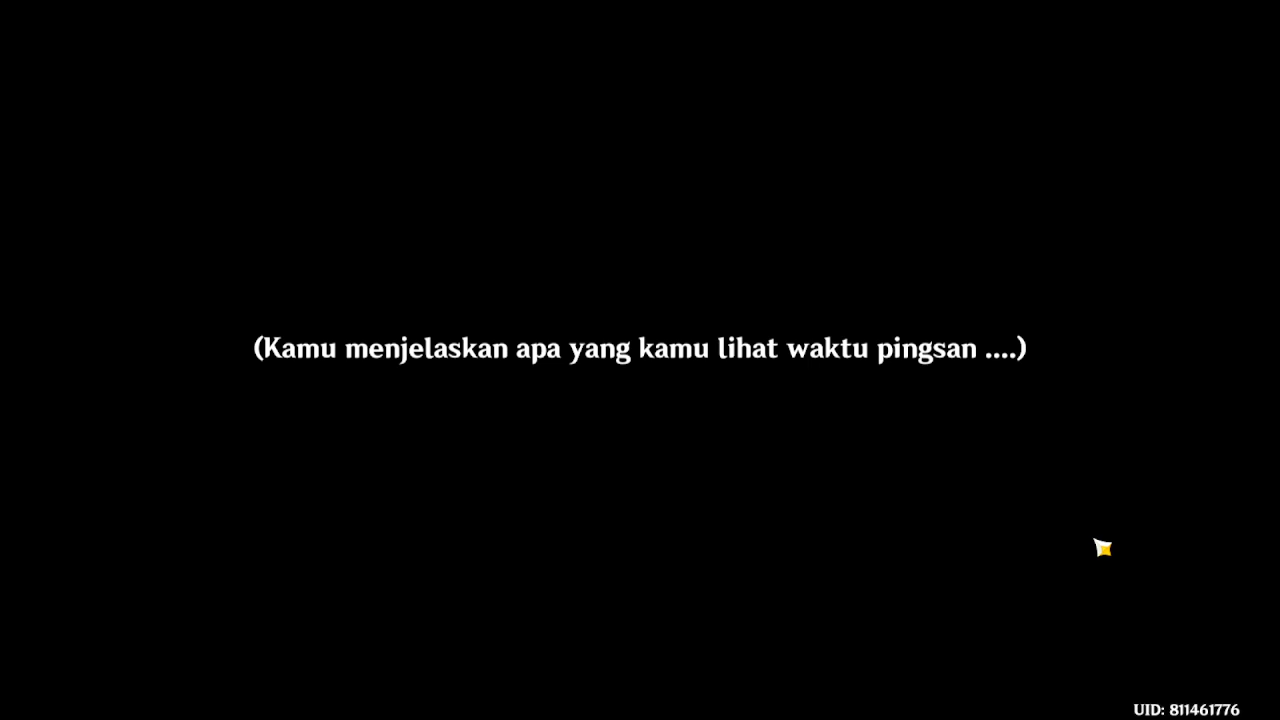 (Kamu menjelaskan apa yang kamu lihat waktu pingsan ....)
UID: 811461776